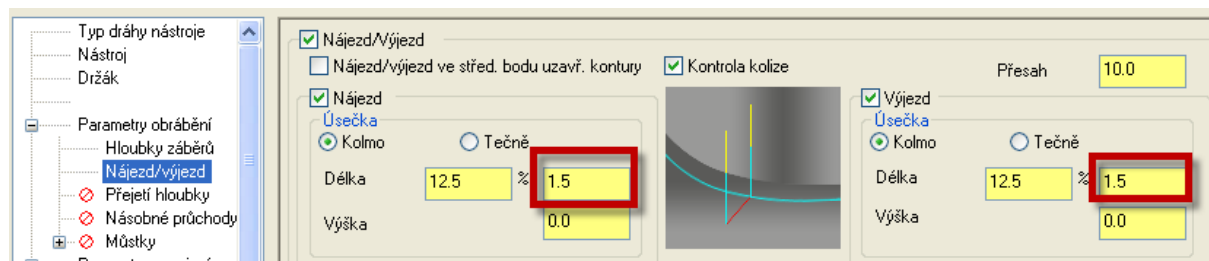 Typ dráhy nástroje
Nástroj
Držák
Parametry obrábění
Hloubky záběrů
Nájezd/výjezd
Přejetí hloubky
Násobné průchody
Můstky
Nájezd/Výjezd
Nájezd/výjezd ve střed. bodu uzavř. kontury Kontrola kolize Přesah 10.0
Nájezd
Úsečka
Kolmo Tečně
Délka 12.5 % 1.5
Výška 0.0
Výjezd
Úsečka
Kolmo Tečně
Délka 12.5 % 1.5
Výška 0.0